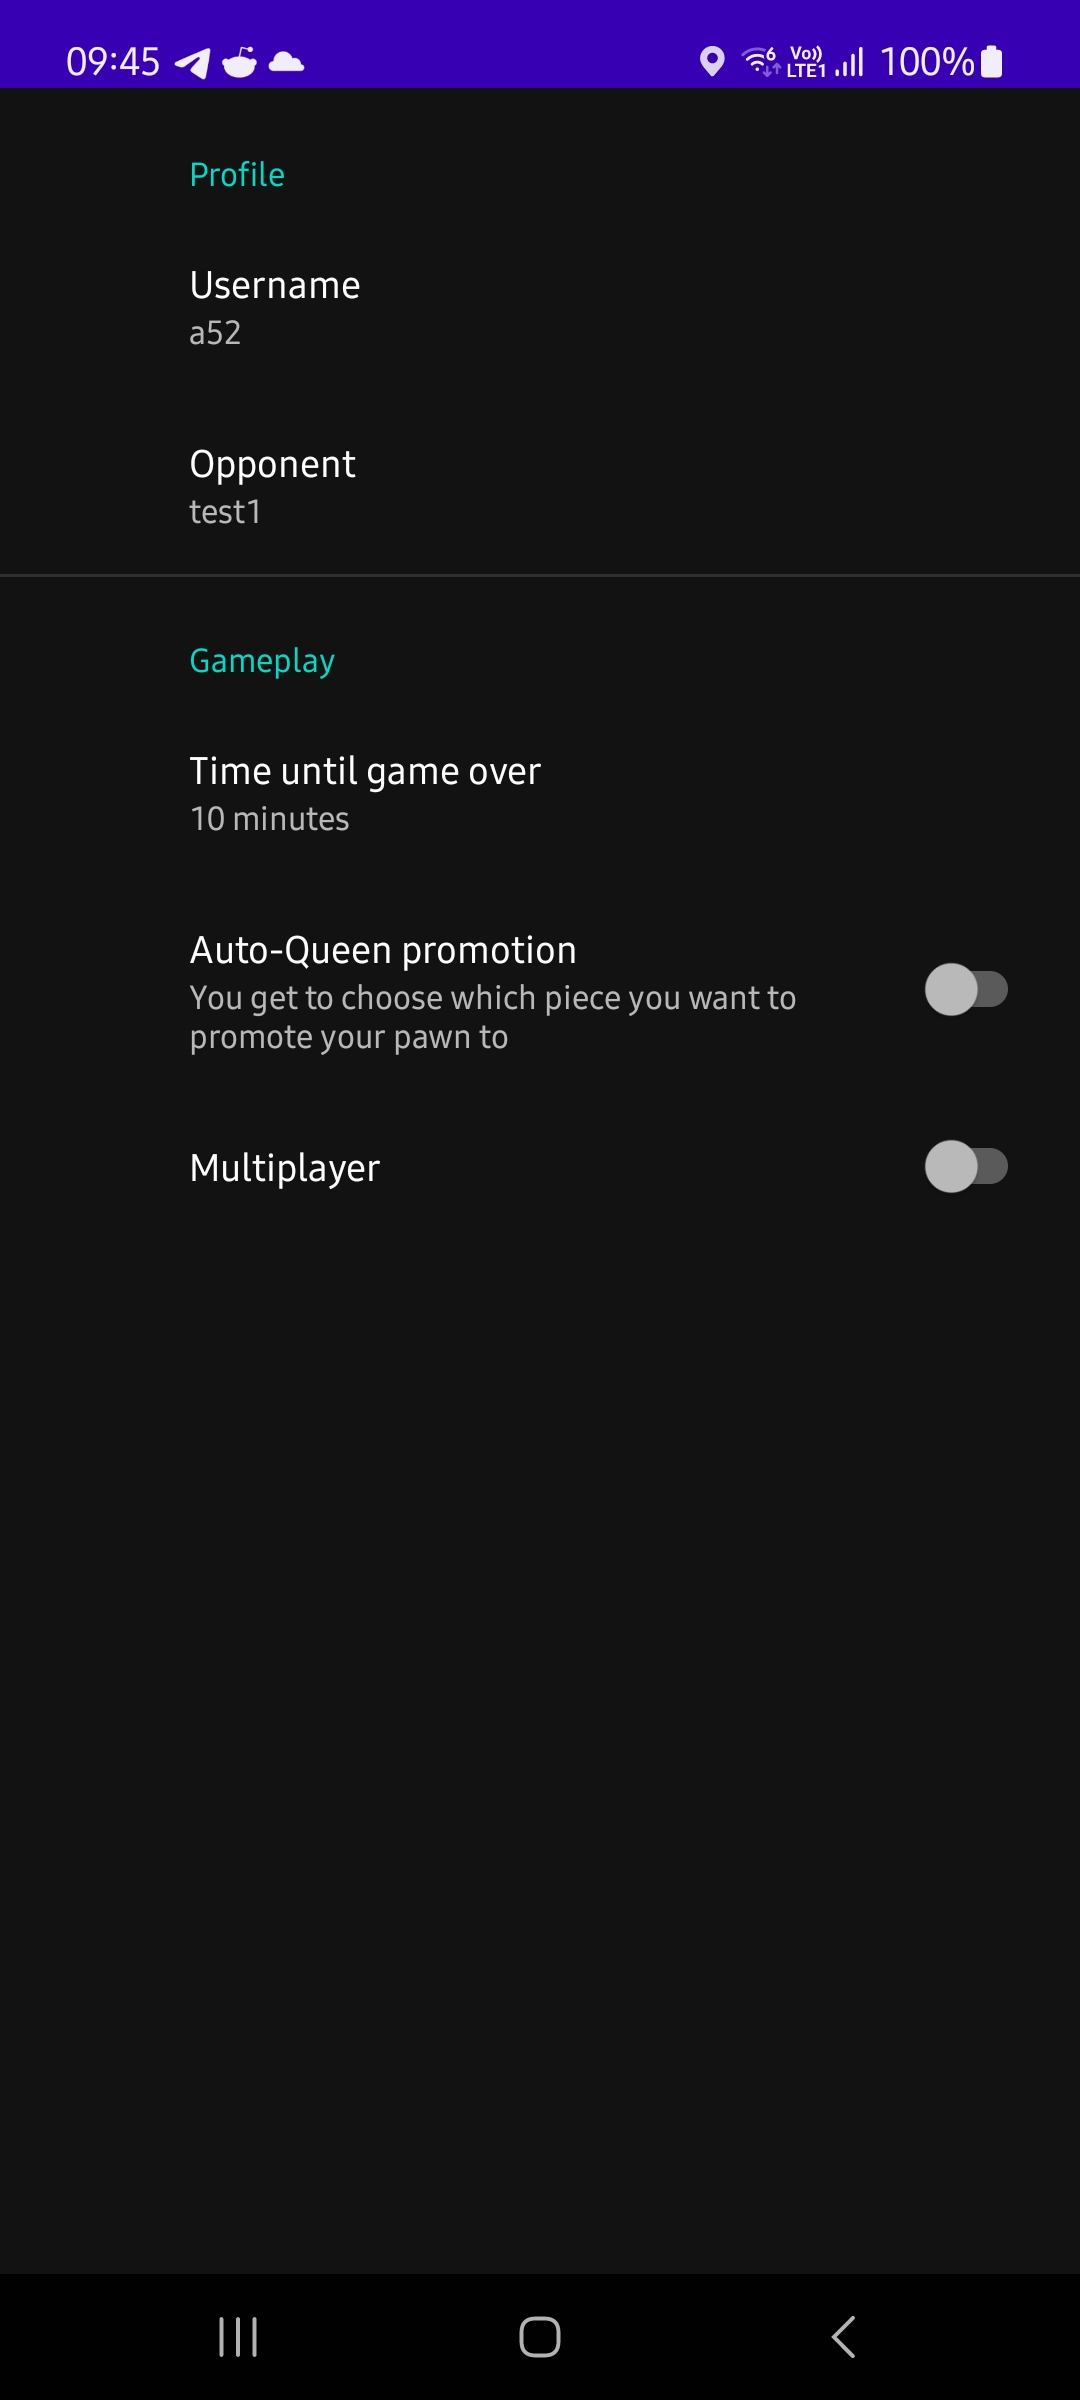 09:45 6 Vo)) LTE1 100%
Profile
Username
a52
Opponent
test1
Gameplay
Time until game over
10 minutes
Auto-Queen promotion
You get to choose which piece you want to
promote your pawn to
Multiplayer